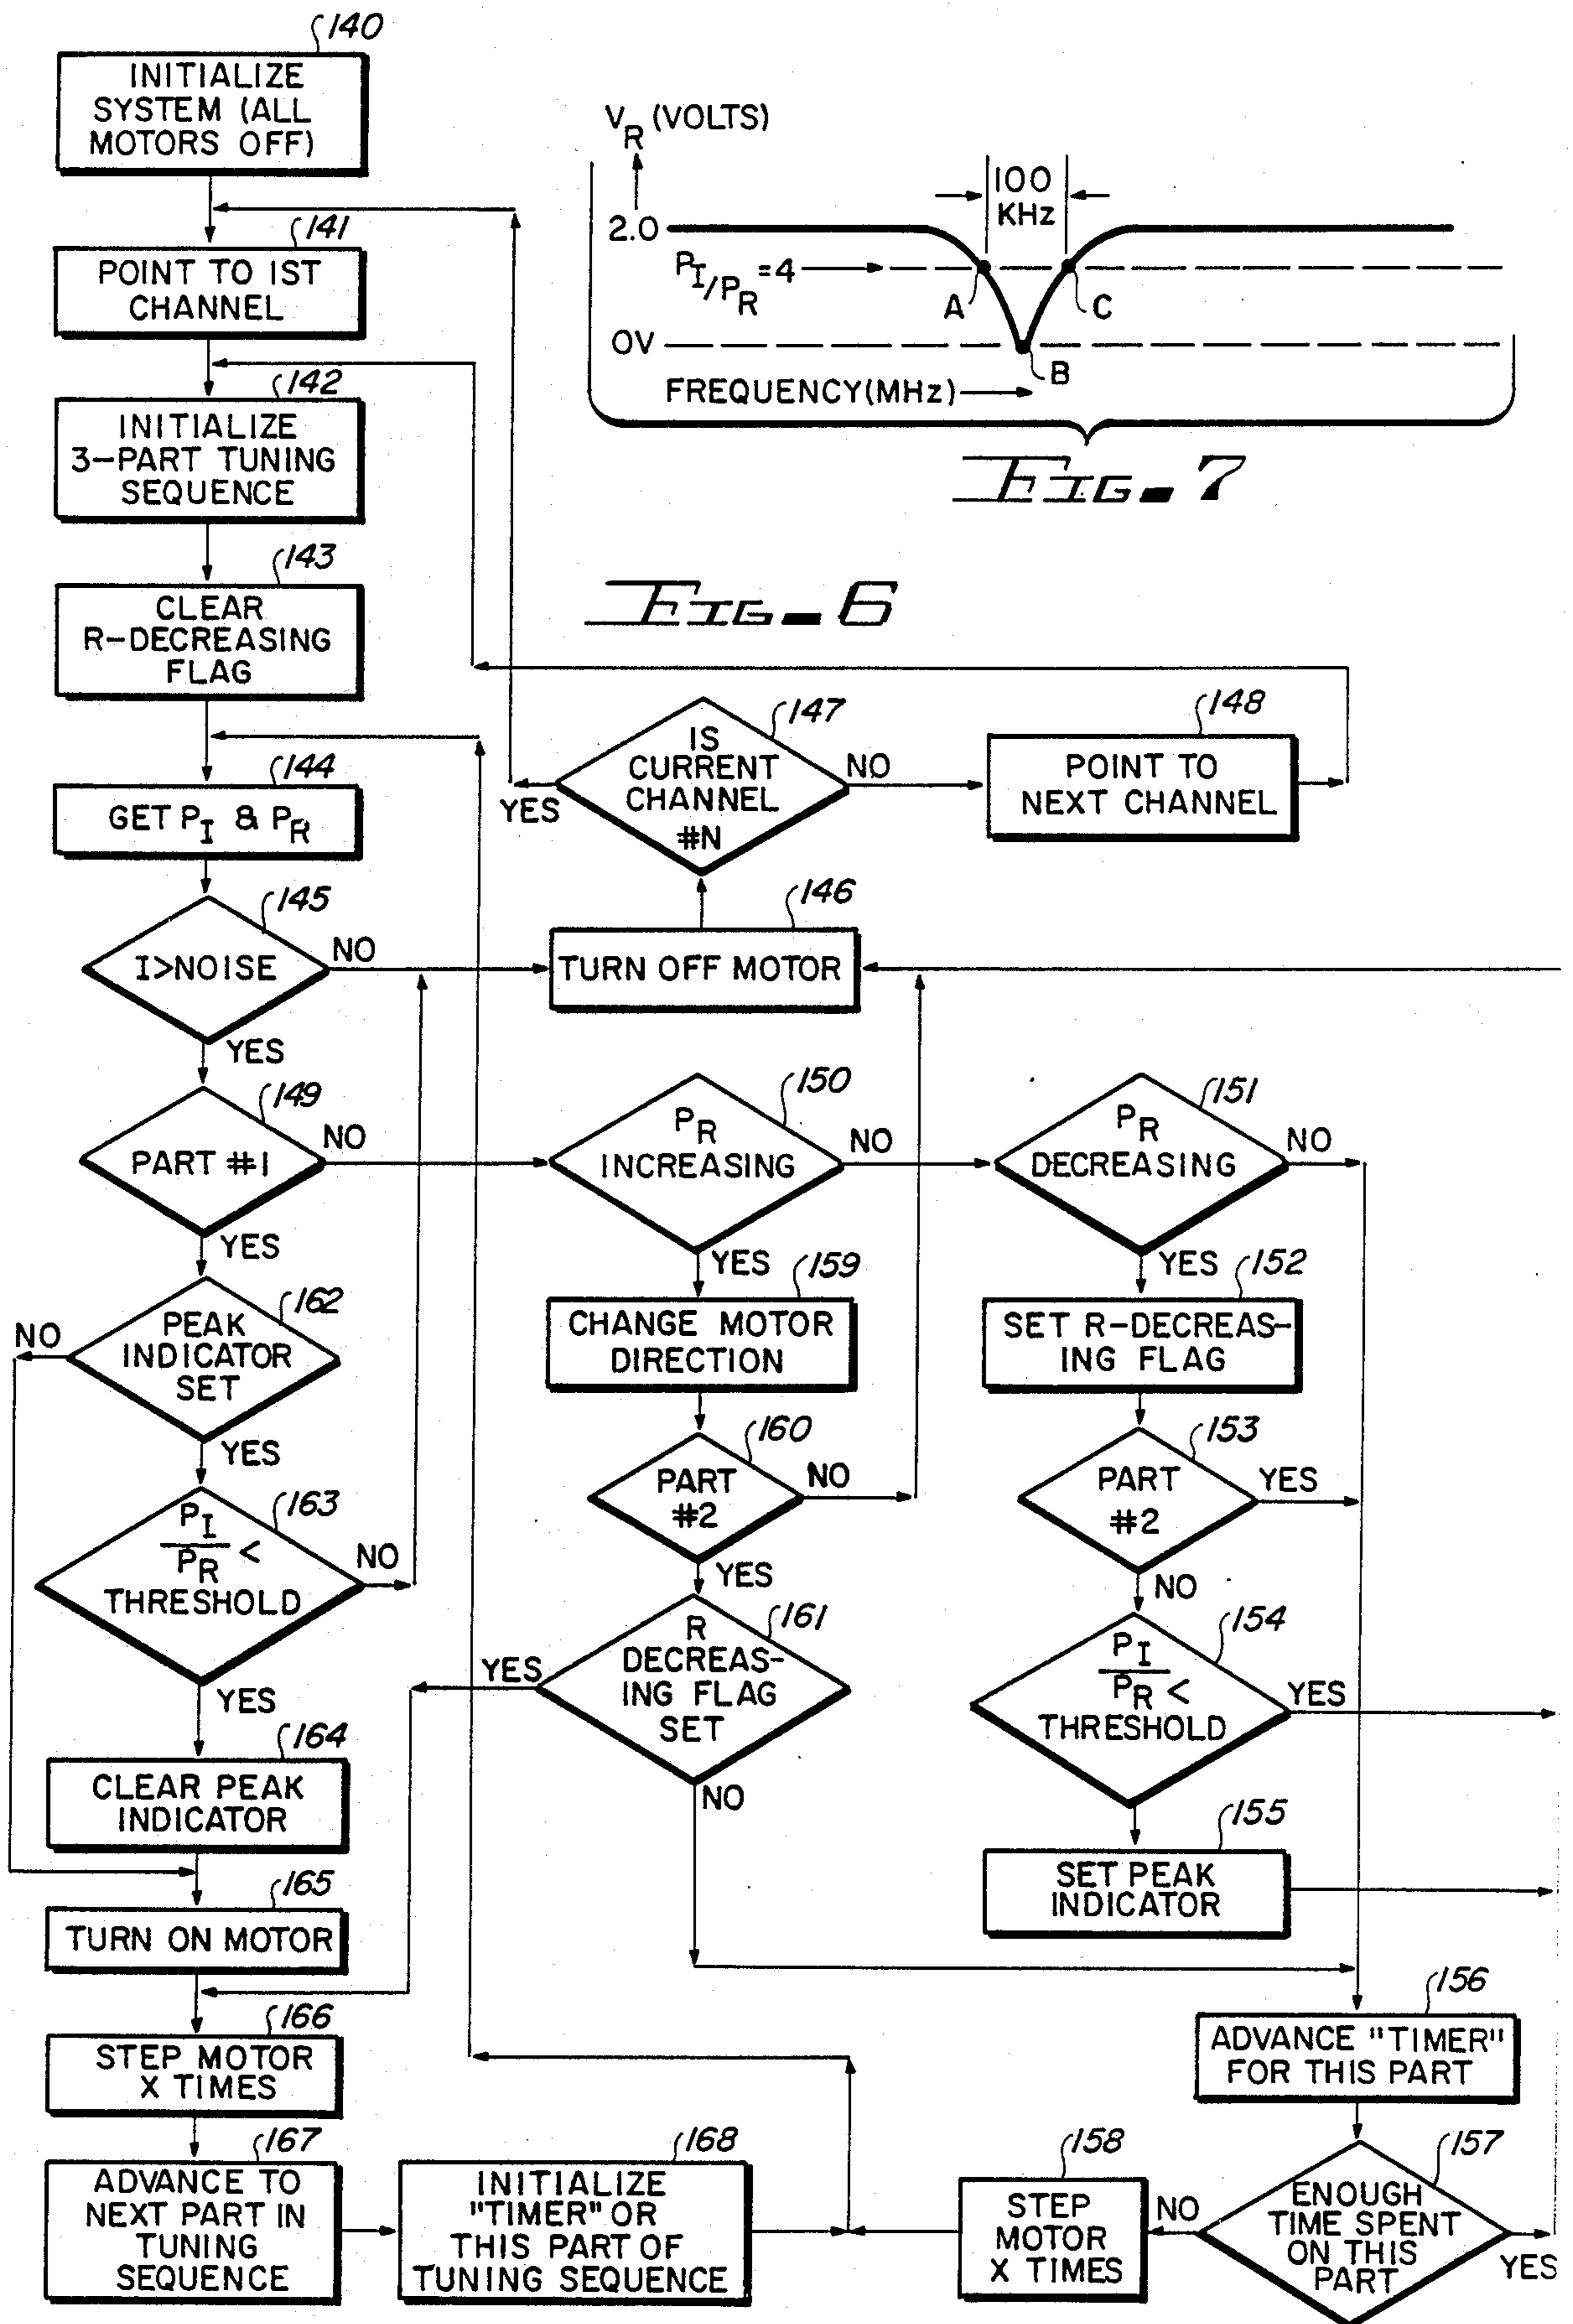 140
INITIALIZE
SYSTEM (ALL
MOTORS OFF)
141
POINT TO 1ST
CHANNEL
142
INITIALIZE
3-PART TUNING
SEQUENCE
143
CLEAR
R-DECREASING
FLAG
144
GET PI & PR
145
I>NOISE
NO
YES
149
PART #1
NO
YES
162
PEAK
INDICATOR
SET
NO
YES
163
PI
PR <
THRESHOLD
NO
YES
164
CLEAR PEAK
INDICATOR
165
TURN ON MOTOR
166
STEP MOTOR
X TIMES
167
ADVANCE TO
NEXT PART IN
TUNING
SEQUENCE
168
INITIALIZE
"TIMER" OR
THIS PART OF
TUNING SEQUENCE
VR (VOLTS)
100
KHz
2.0
PI/PR =4
A
C
0V
B
FREQUENCY(MHz)
FIG-7
FIG-6
147
IS
CURRENT
CHANNEL
#N
YES
NO
148
POINT TO
NEXT CHANNEL
146
TURN OFF MOTOR
150
PR
INCREASING
NO
YES
159
CHANGE MOTOR
DIRECTION
160
PART
#2
NO
YES
161
R
DECREAS-
ING FLAG
SET
YES
NO
151
PR
DECREASING
NO
YES
152
SET R-DECREAS-
ING FLAG
153
PART
#2
YES
NO
154
PI
PR <
THRESHOLD
YES
155
SET PEAK
INDICATOR
156
ADVANCE "TIMER"
FOR THIS PART
157
ENOUGH
TIME SPENT
ON THIS
PART
NO
YES
158
STEP
MOTOR
X TIMES